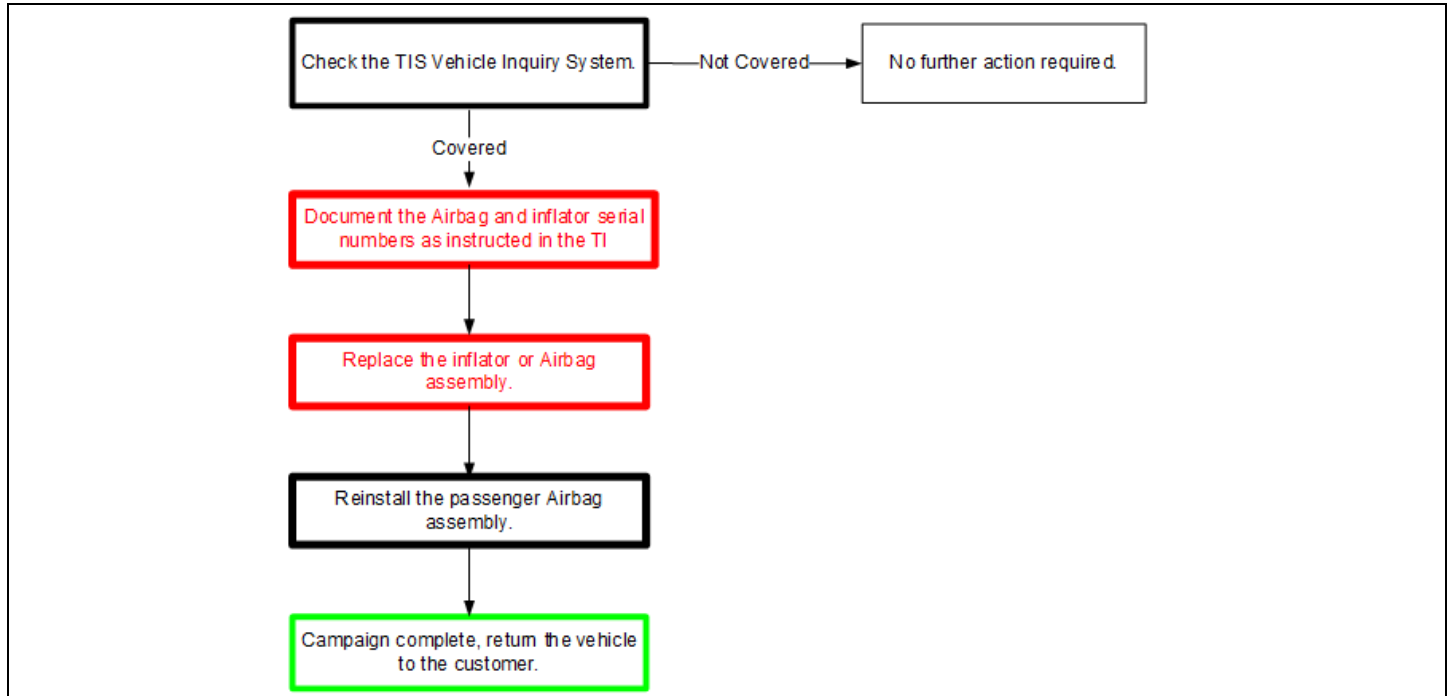 Check the TIS Vehicle Inquiry System.
Not Covered
No further action required.
Covered
Document the Airbag and inflator serial
numbers as instructed in the TI
Replace the inflator or Airbag
assembly.
Reinstall the passenger Airbag
assembly.
Campaign complete, return the vehicle
to the customer.